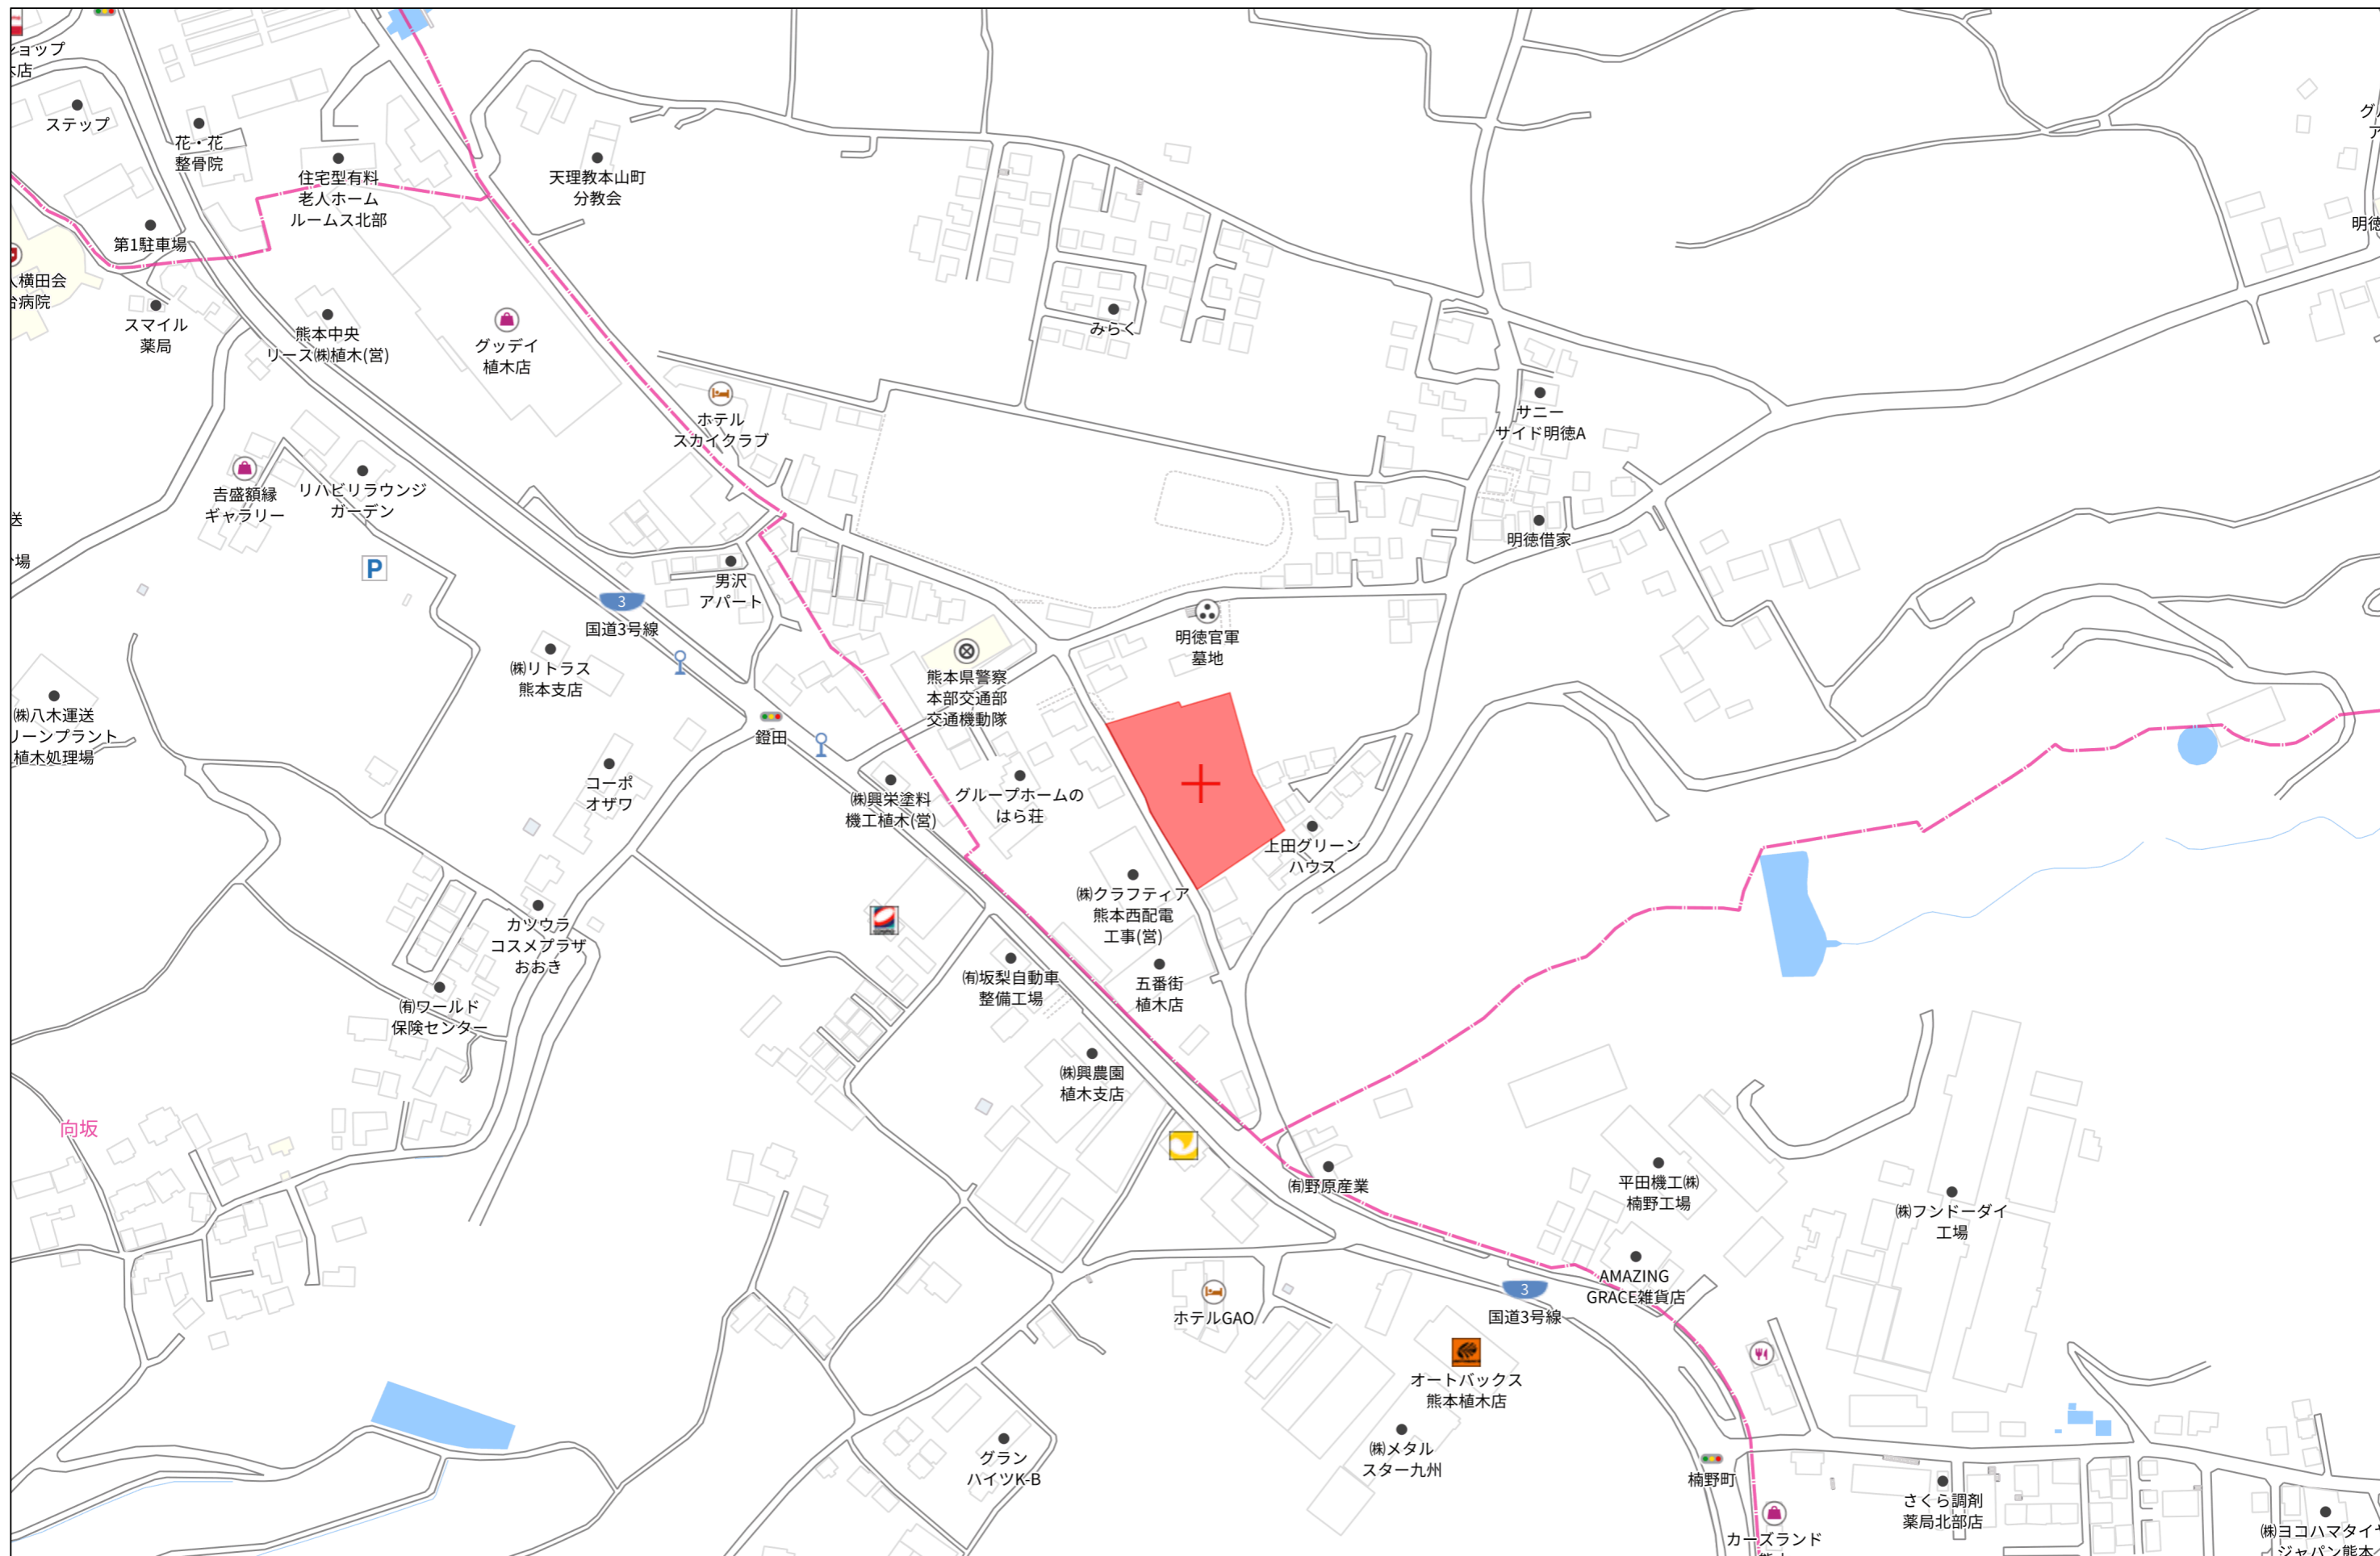 ョップ
店
ステップ
花・花
整骨院
住宅型有料
老人ホーム
ルームス北部
天理教本山町
分教会
第1駐車場
横田会
病院
スマイル
薬局
熊本中央
リース㈱植木(営)
グッデイ
植木店
みらく
明徳
ホテル
スカイクラブ
サニー
サイド明徳A
吉盛額縁
ギャラリー
リハビリラウンジ
ガーデン
送
場
P
明徳借家
男沢
アパート
3
国道3号線
明徳官軍
墓地
㈱リトラス
熊本支店
熊本県警察
本部交通部
交通機動隊
㈱八木運送
リーンプラント
植木処理場
鐙田
コーポ
オザワ
㈱興栄塗料
機工植木(営)
グループホームの
はら荘
上田グリーン
ハウス
㈱クラフティア
熊本西配電
工事(営)
カツウラ
コスメプラザ
おおき
㈲坂梨自動車
整備工場
五番街
植木店
㈲ワールド
保険センター
㈱興農園
植木支店
向坂
㈲野原産業
平田機工㈱
楠野工場
㈱フンドーダイ
工場
AMAZING
GRACE雑貨店
3
国道3号線
ホテルGAO
オートバックス
熊本植木店
㈱メタル
スター九州
グラン
ハイツK-B
楠野町
さくら調剤
薬局北部店
カーズランド
㈱ヨコハマタイヤ
ジャパン熊本